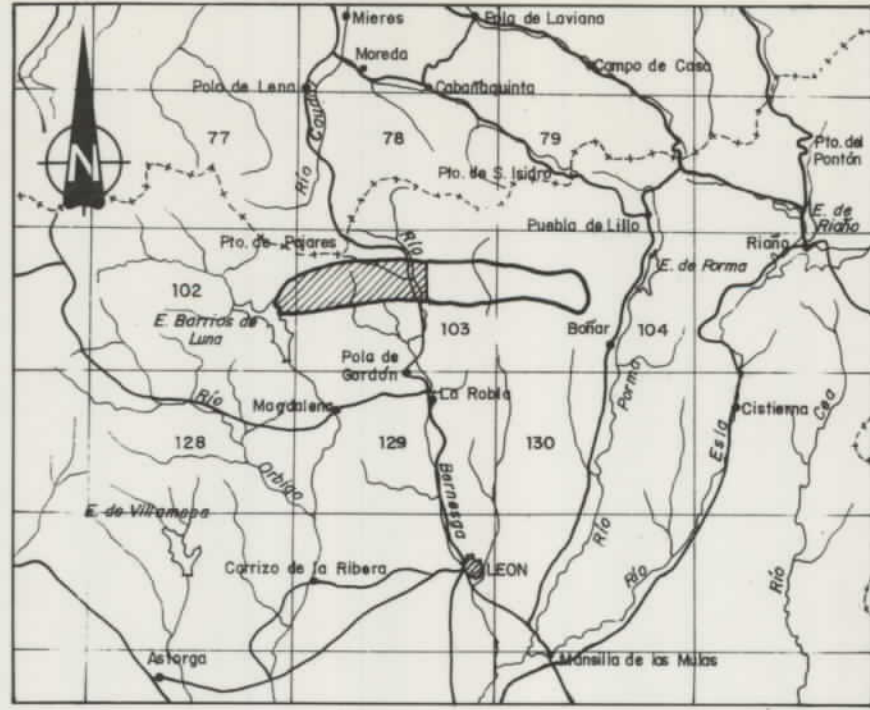 Mieres
Pola de Laviana
Moreda
Campo de Caso
Pola de Lena
Cabañaquinta
77
78
79
Río
Caudal
Pto. del
Pontón
N
Pto. de S. Isidro
E. de
Riaño
Puebla de Lillo
Riaño
Pto. de Pajares
Río
E. de Porma
102
E. Barrios de
Luna
103
Boñar
104
Pola de
Gordón
Río
Magdalena
La Robla
Porma
Cistierna
Cea
Esla
128
129
130
Orbigo
Bernesga
E. de Villameca
Río
Río
Río
Carrizo de la Ribera
LEON
Astorga
Mansilla de las Mulas